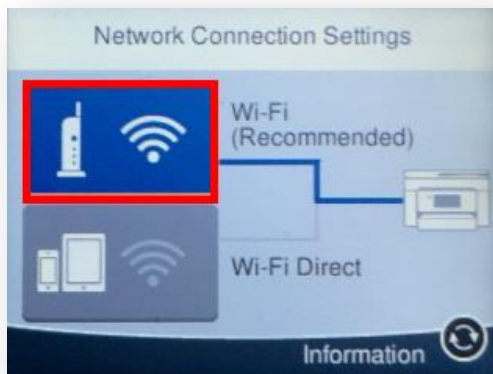 Network Connection Settings
Wi-Fi
(Recommended)
Wi-Fi Direct
Information